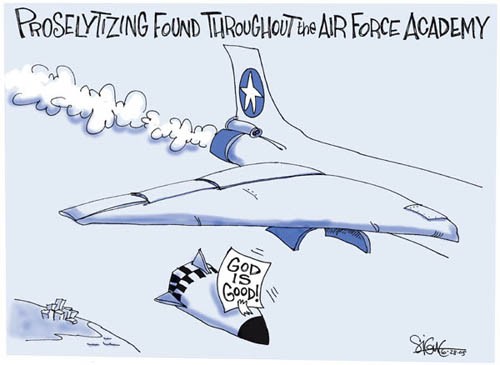 PROSELYTIZING FOUND THROUGHOUT the AIR FORCE ACADEMY
GOD
IS
GOOD!